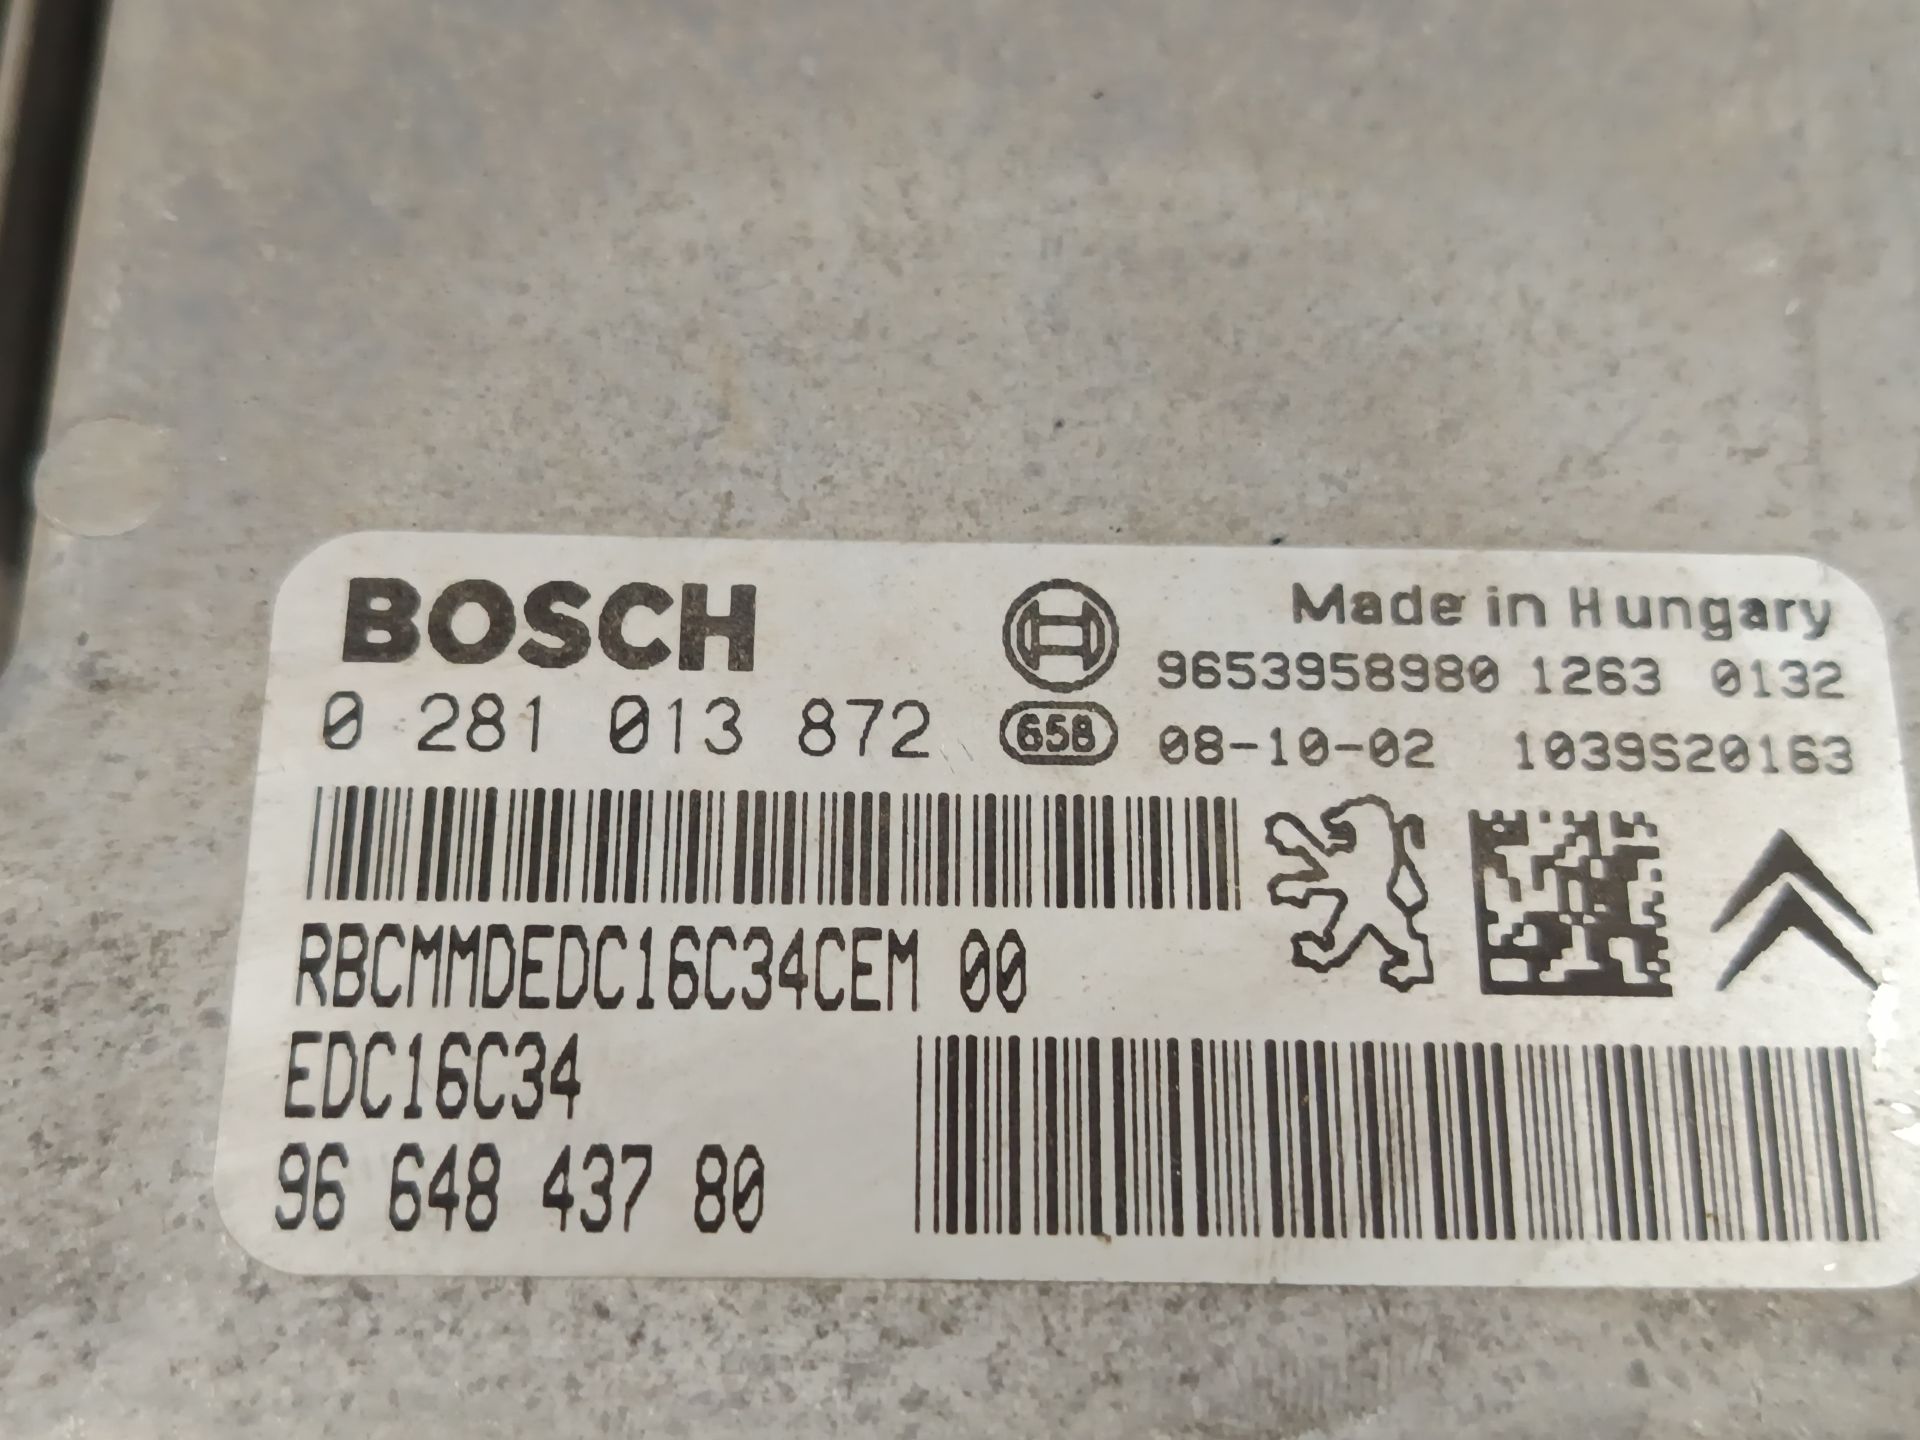 BOSCH
Made in Hungary
9653958980 1263 0132
0 281 013 872
658
08-10-02 1039S20163
RBCMMDEDC16C34CEM 00
EDC16C34
96 648 437 80